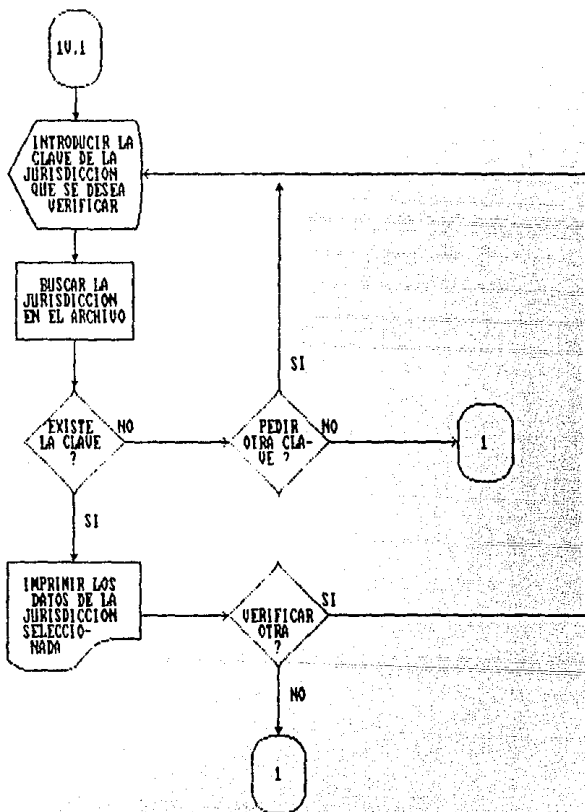 1V.1
INTRODUCIR LA
CLAVE DE LA
JURISDICCION
QUE SE DESEA
VERIFICAR
BUSCAR LA
JURISDICCION
EN EL ARCHIVO
SI
EXISTE
LA CLAVE
?
NO
PEDIR
OTRA CLA-
VE ?
NO
1
SI
IMPRIMIR LOS
DATOS DE LA
JURISDICCION
SELECCIO-
NADA
VERIFICAR
OTRA
?
SI
NO
1